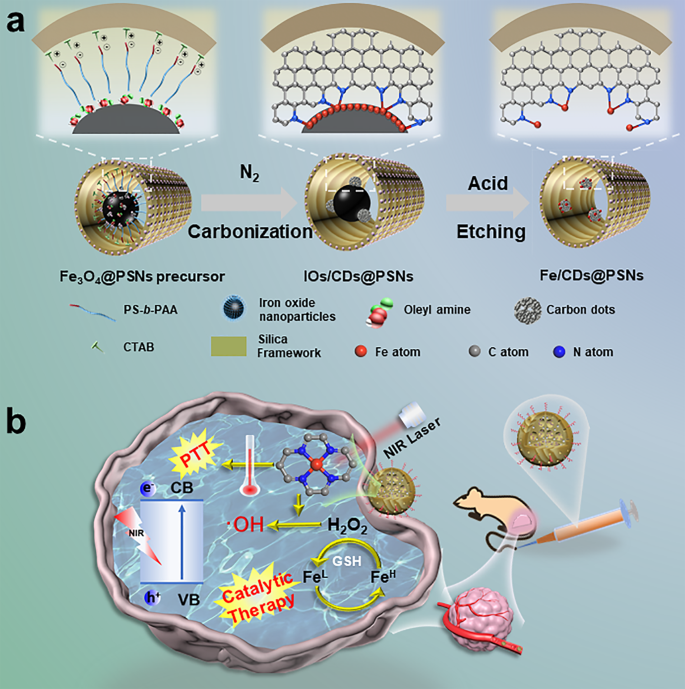 a
N₂
Carbonization
Acid
Etching
Fe₃O₄@PSNs precursor
IOs/CDs@PSNs
Fe/CDs@PSNs
PS-b-PAA
Iron oxide
nanoparticles
Oleyl amine
Carbon dots
CTAB
Silica
Framework
Fe atom
C atom
N atom
b
NIR Laser
PTT
e⁻
CB
NIR
·OH
H₂O₂
GSH
Feᴸ
Feᴴ
Catalytic
Therapy
h⁺
VB